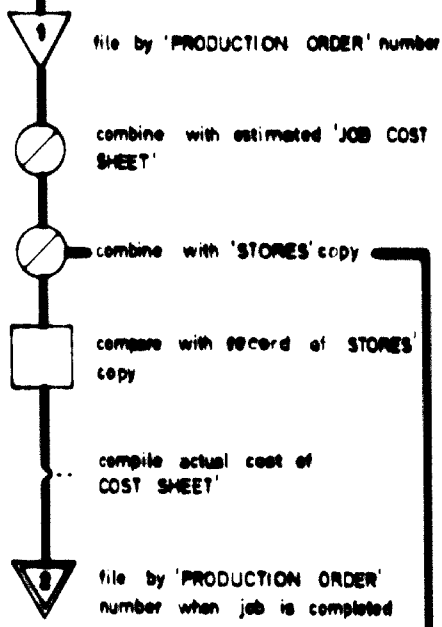 1
file by 'PRODUCTION ORDER' number
combine with estimated 'JOB COST
SHEET'
combine with 'STORES' copy
compare with record of STORES'
copy
compile actual cost of
COST SHEET'
2
file by 'PRODUCTION ORDER'
number when job is completed